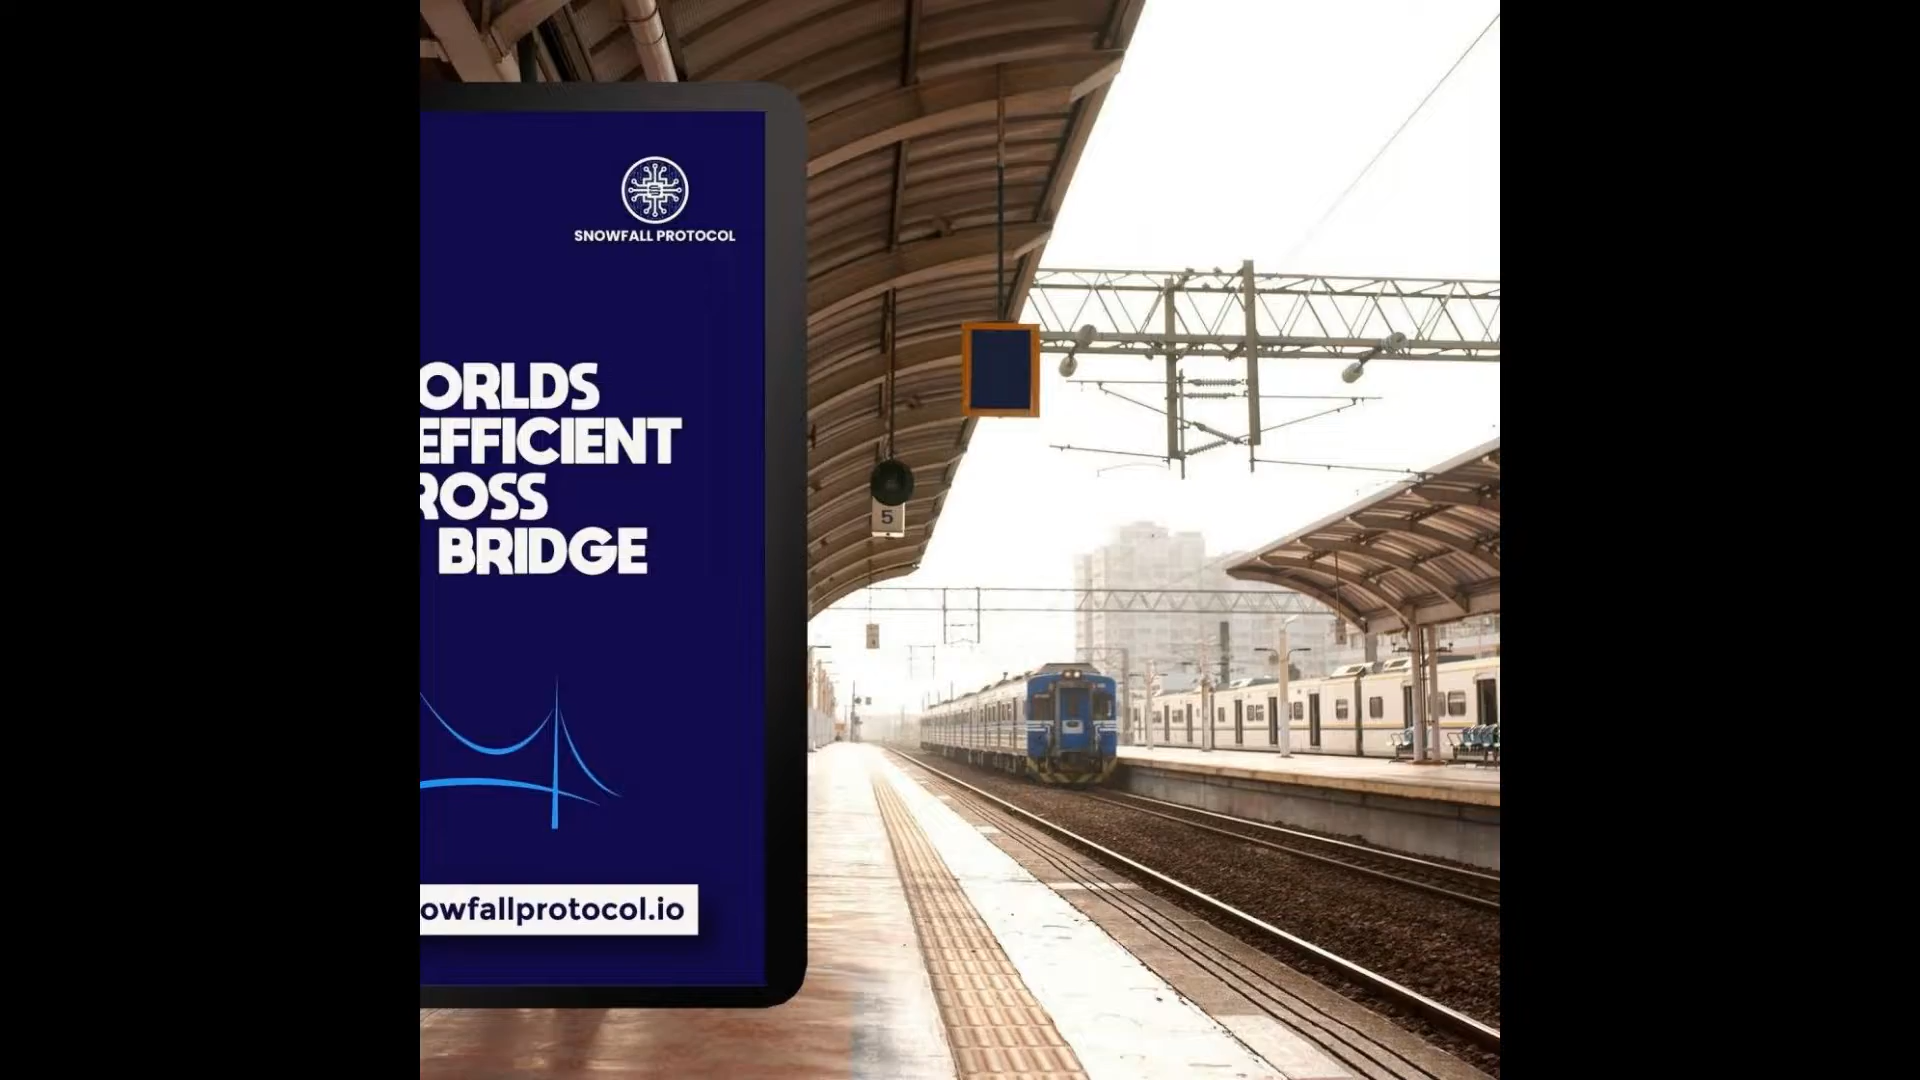 SNOWFALL PROTOCOL
ORLDS
EFFICIENT
ROSS
BRIDGE
owfallprotocol.io
5